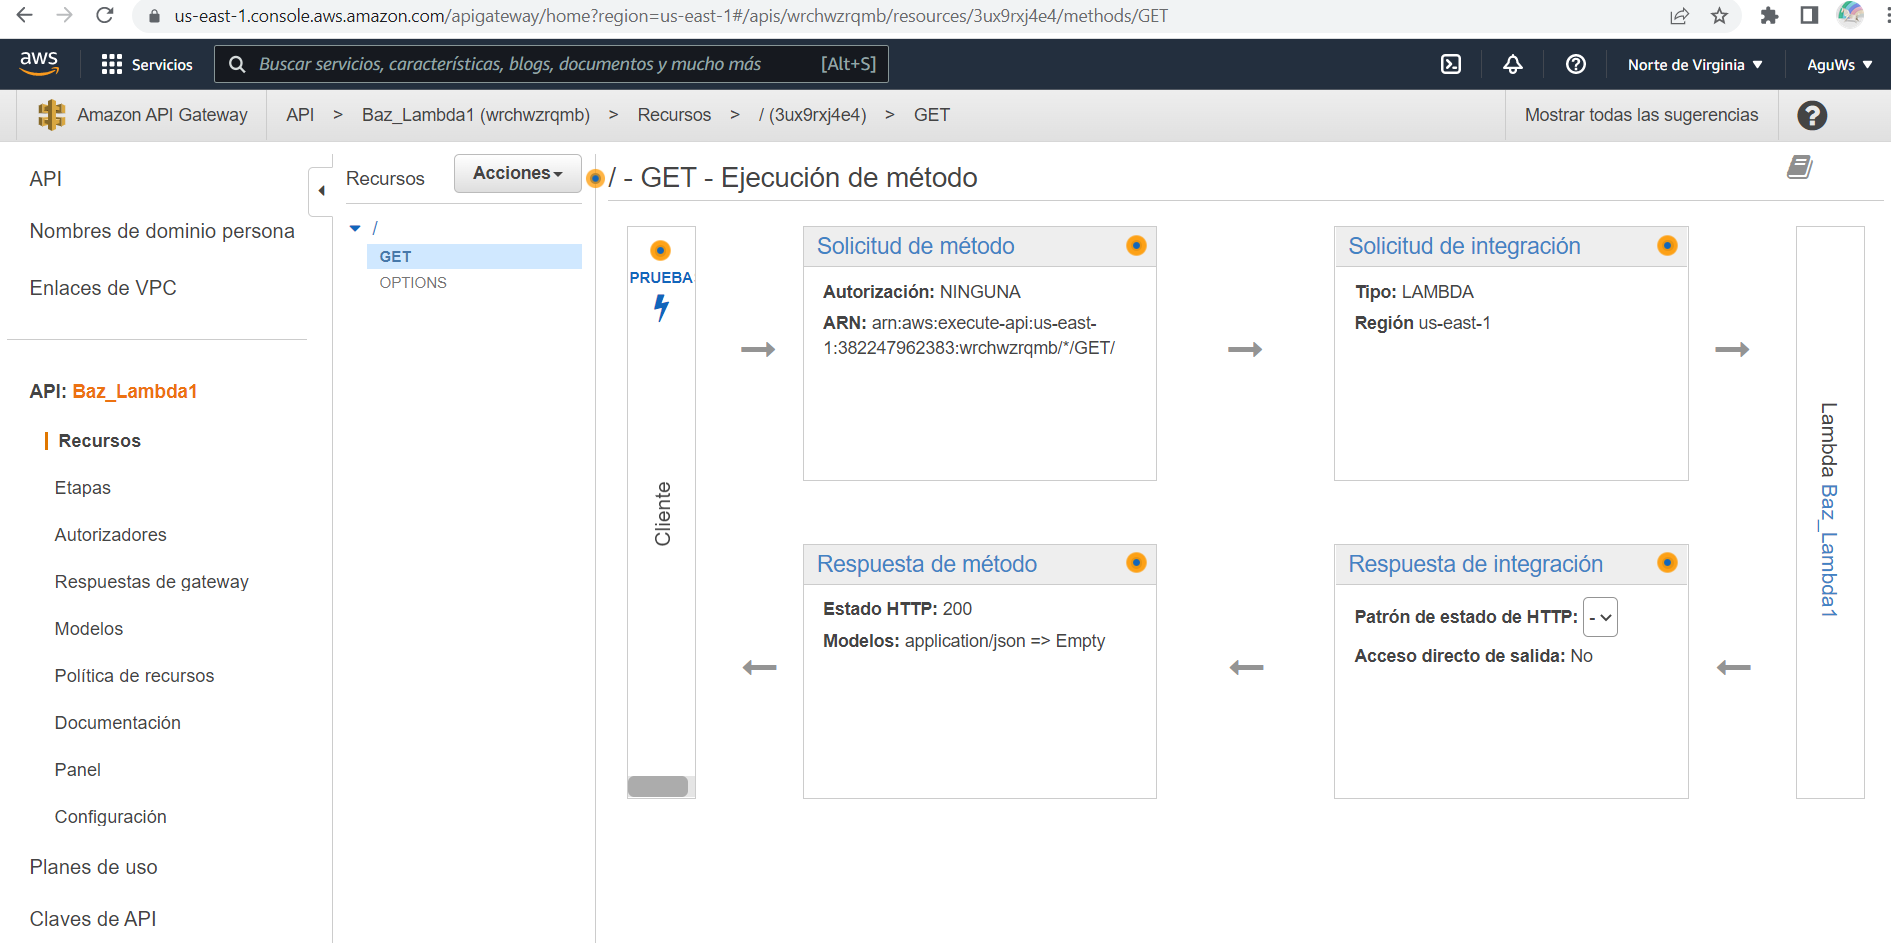 us-east-1.console.aws.amazon.com/apigateway/home?region=us-east-1#/apis/wrchwzrqmb/resources/3ux9rxj4e4/methods/GET
aws
Servicios
Buscar servicios, características, blogs, documentos y mucho más
[Alt+S]
Norte de Virginia
AguWs
Amazon API Gateway
API > Baz_Lambda1 (wrchwzrqmb) > Recursos > / (3ux9rxj4e4) > GET
Mostrar todas las sugerencias
API
Nombres de dominio persona
Enlaces de VPC
API: Baz_Lambda1
Recursos
Etapas
Autorizadores
Respuestas de gateway
Modelos
Política de recursos
Documentación
Panel
Configuración
Planes de uso
Claves de API
Recursos
Acciones
/
GET
OPTIONS
/ - GET - Ejecución de método
PRUEBA
Cliente
Solicitud de método
Autorización: NINGUNA
ARN: arn:aws:execute-api:us-east-
1:382247962383:wrchwzrqmb/*/GET/
Solicitud de integración
Tipo: LAMBDA
Región us-east-1
Lambda Baz_Lambda1
Respuesta de método
Estado HTTP: 200
Modelos: application/json => Empty
Respuesta de integración
Patrón de estado de HTTP: -
Acceso directo de salida: No